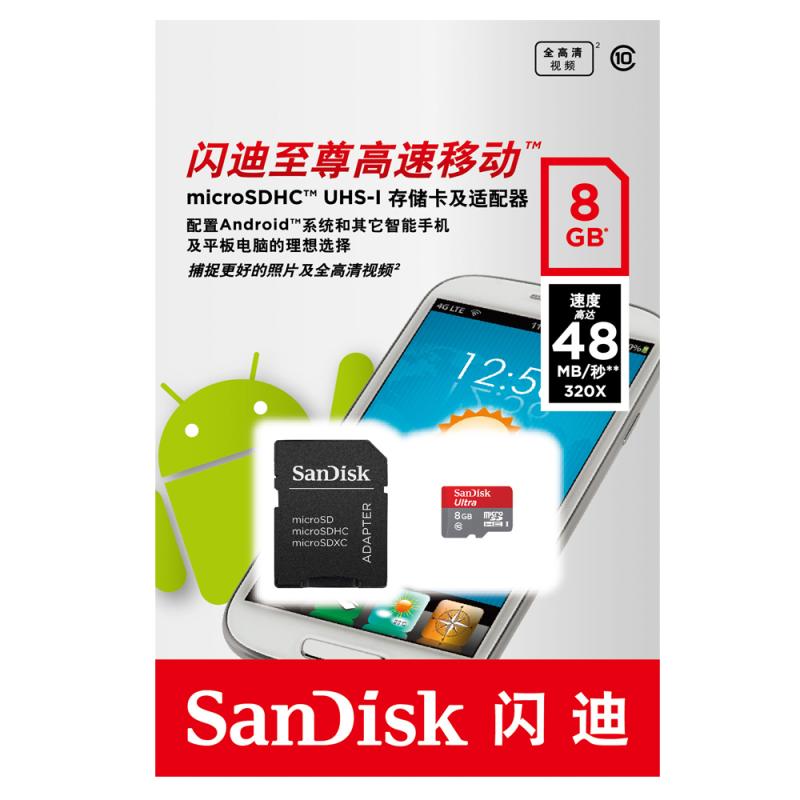 全高清2
视频
10
闪迪至尊高速移动™
microSDHC™ UHS-I 存储卡及适配器
配置Android™系统和其它智能手机
及平板电脑的理想选择
捕捉更好的照片及全高清视频2
8
GB*
速度
高达
48
MB/秒**
320X
4G LTE
12:5
SanDisk
microSD
microSDHC
microSDXC
ADAPTER
SanDisk
Ultra
8GB
micro
SD
HC I
10
SanDisk 闪迪